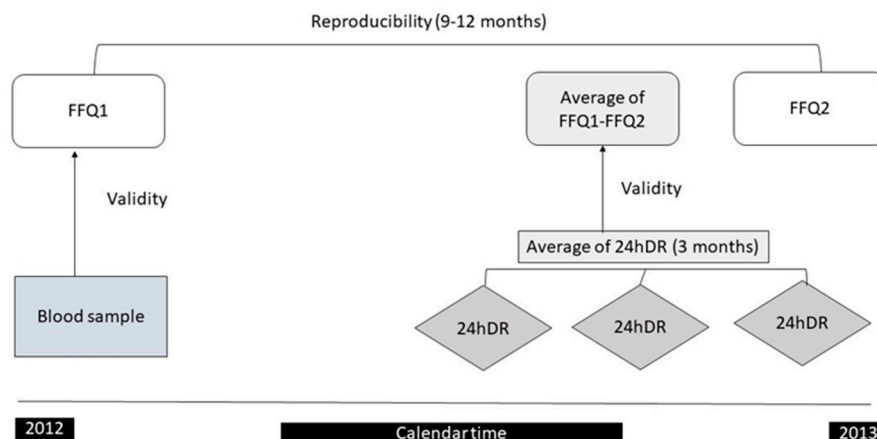 Reproducibility (9-12 months)
FFQ1
Average of
FFQ1-FFQ2
FFQ2
Validity
Validity
Average of 24hDR (3 months)
Blood sample
24hDR
24hDR
24hDR
2012
Calendar time
2013